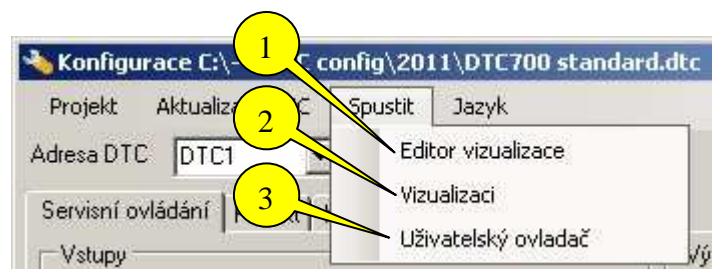 Konfigurace C:\- C config\2011\DTC700 standard.dtc
1
Projekt Spustit Jazyk
2
Adresa DTC DTC1
Editor vizualizace
Vizualizaci
3
Servisní ovládání
Uživatelský ovladač
Vstupy